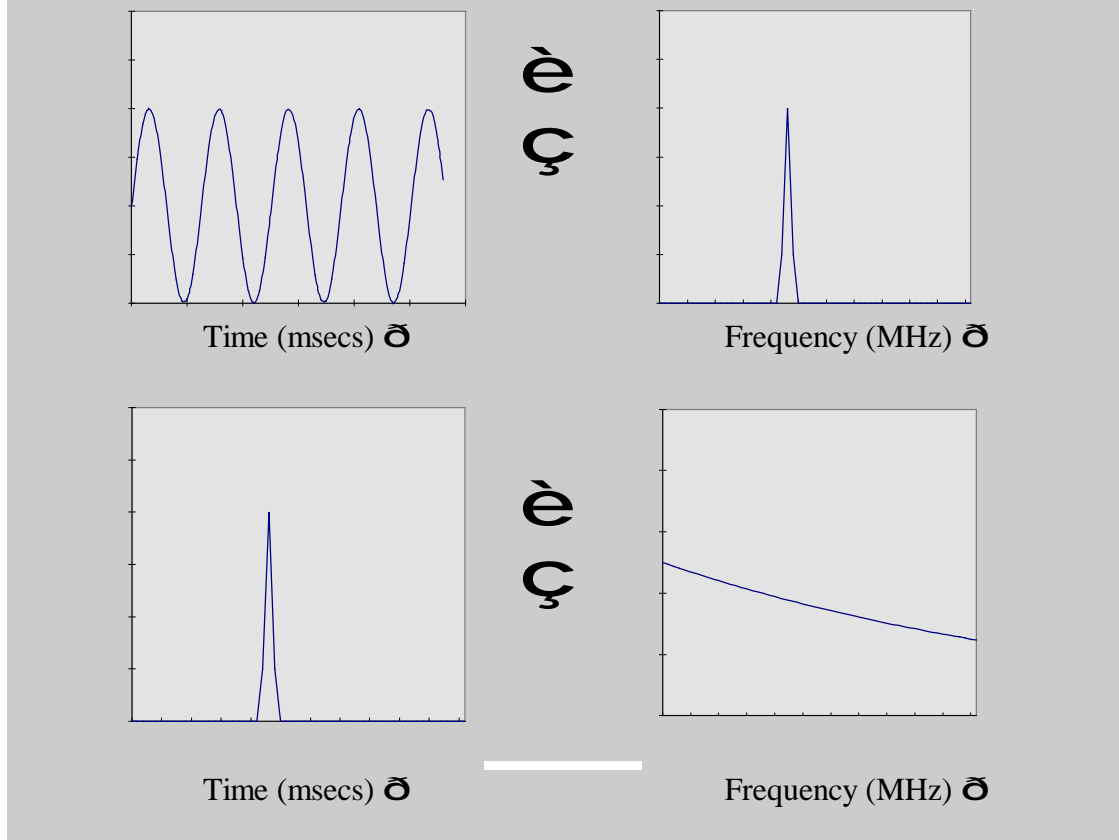 è
ç
Time (msecs) ð
Frequency (MHz) ð
è
ç
Time (msecs) ð
Frequency (MHz) ð